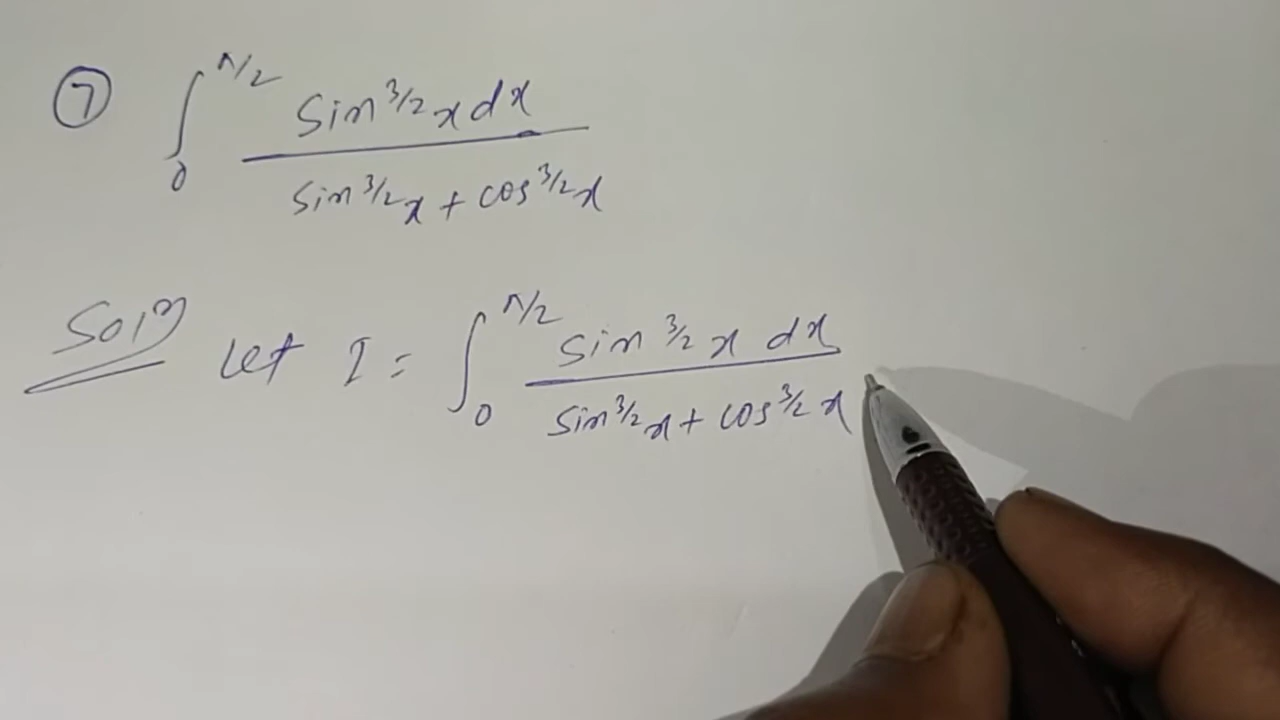 ⑦ ∫₀^π/2 Sin^3/2 x dx / Sin^3/2 x + cos^3/2 x
Solⁿ Let I = ∫₀^π/2 Sin^3/2 x dx / Sin^3/2 x + cos^3/2 x